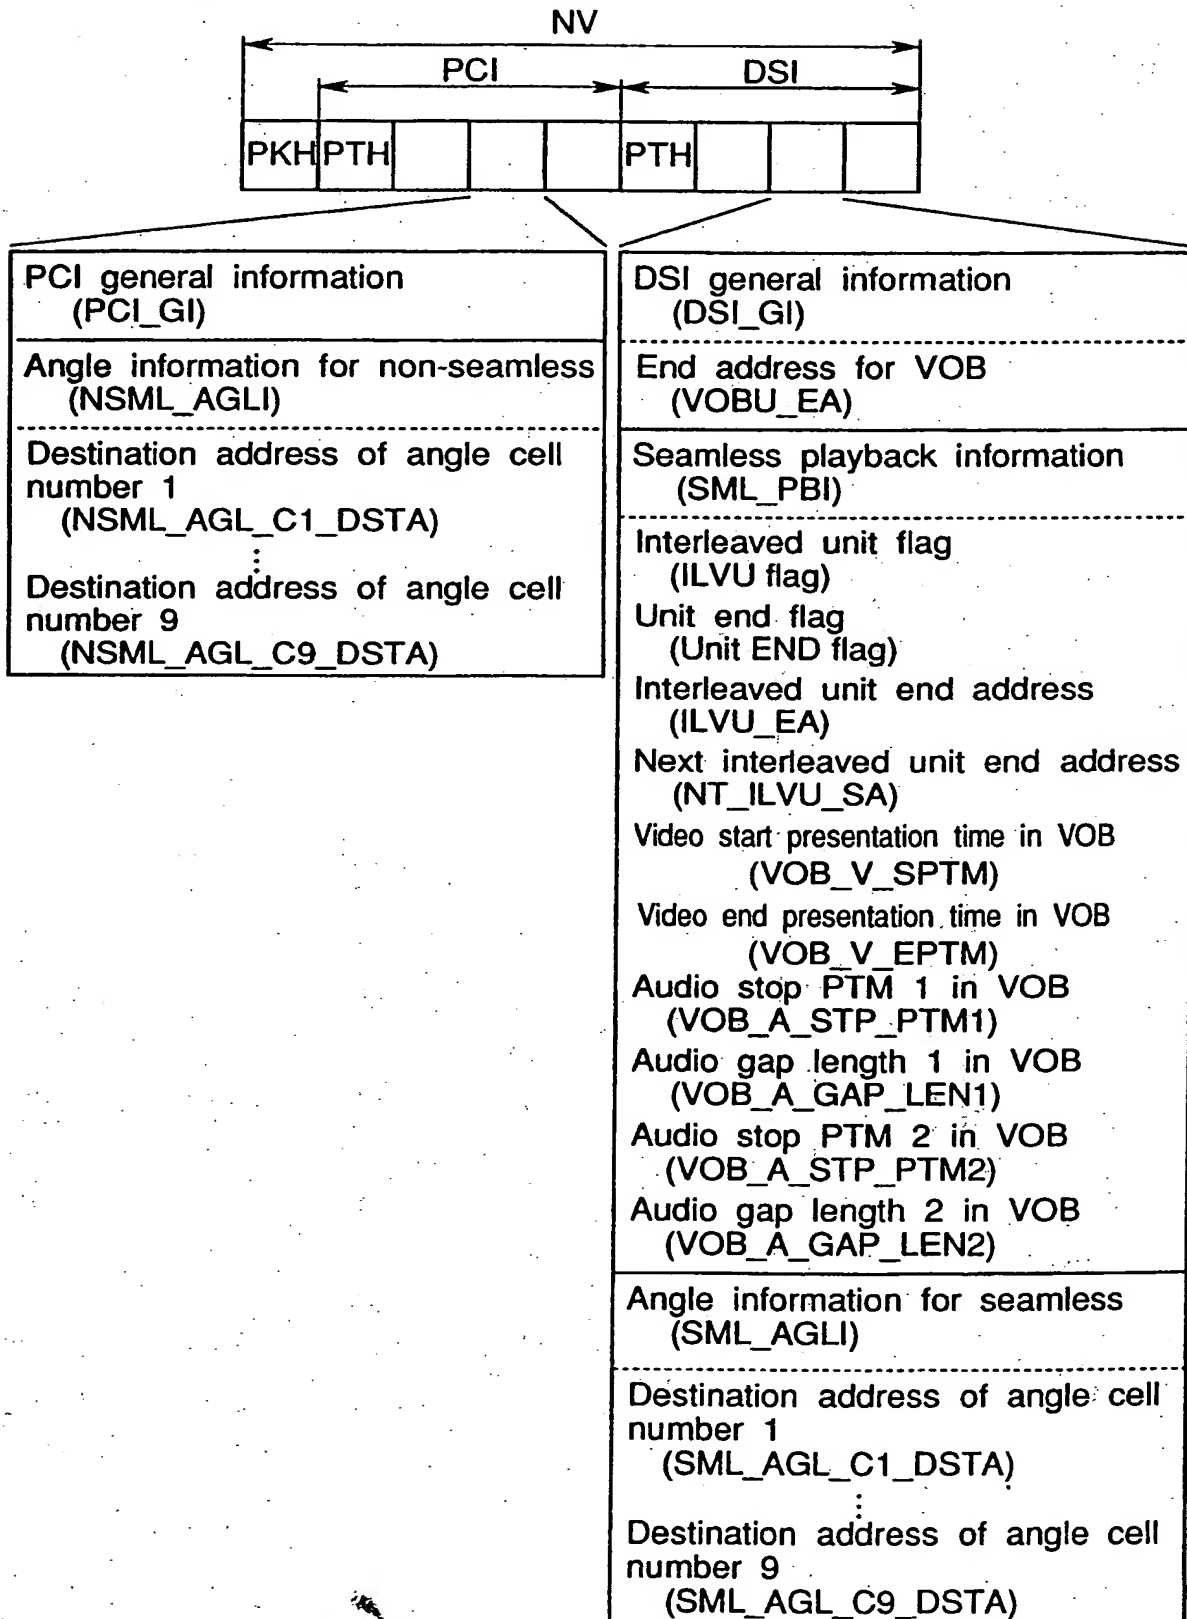 NV
PCI DSI
PKH PTH PTH
PCI general information
(PCI_GI)
Angle information for non-seamless
(NSML_AGLI)
Destination address of angle cell
number 1
(NSML_AGL_C1_DSTA)
⋮
Destination address of angle cell
number 9
(NSML_AGL_C9_DSTA)
DSI general information
(DSI_GI)
End address for VOB
(VOBU_EA)
Seamless playback information
(SML_PBI)
Interleaved unit flag
(ILVU flag)
Unit end flag
(Unit END flag)
Interleaved unit end address
(ILVU_EA)
Next interleaved unit end address
(NT_ILVU_SA)
Video start presentation time in VOB
(VOB_V_SPTM)
Video end presentation time in VOB
(VOB_V_EPTM)
Audio stop PTM 1 in VOB
(VOB_A_STP_PTM1)
Audio gap length 1 in VOB
(VOB_A_GAP_LEN1)
Audio stop PTM 2 in VOB
(VOB_A_STP_PTM2)
Audio gap length 2 in VOB
(VOB_A_GAP_LEN2)
Angle information for seamless
(SML_AGLI)
Destination address of angle cell
number 1
(SML_AGL_C1_DSTA)
⋮
Destination address of angle cell
number 9
(SML_AGL_C9_DSTA)